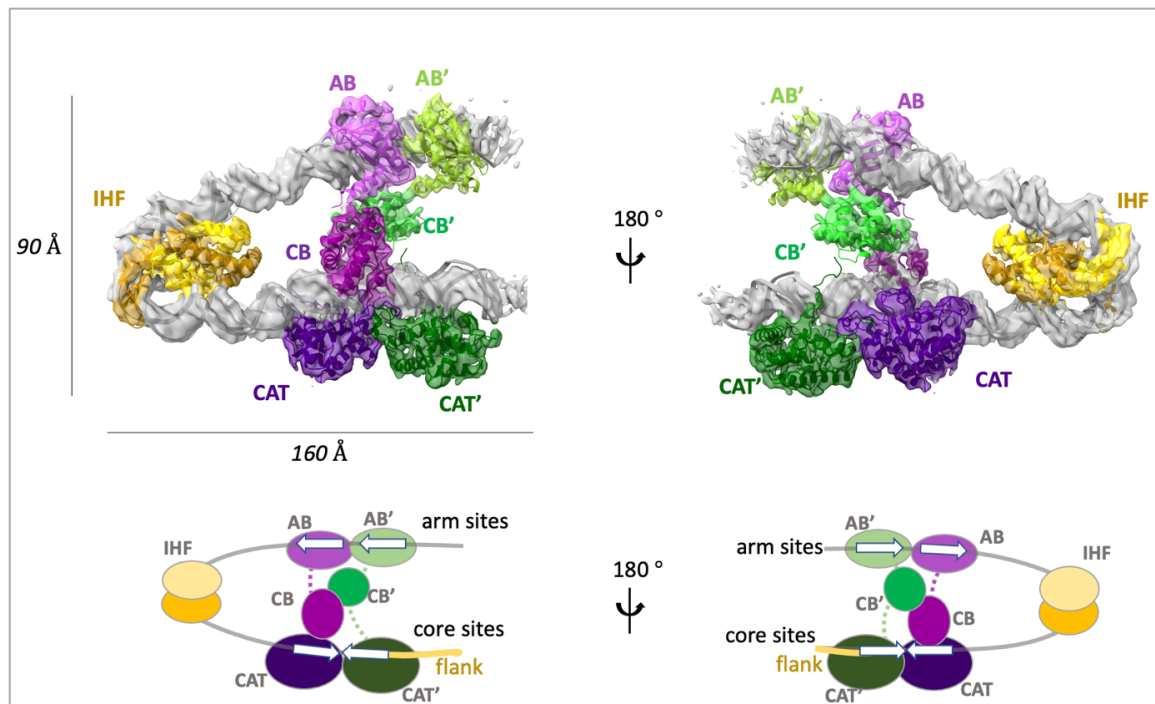 AB
AB'
IHF
CB'
CB
90 Å
CAT
CAT'
160 Å
180 °
AB'
AB
IHF
CB'
CAT'
CAT
AB
AB'
arm sites
IHF
CB
CB'
core sites
flank
CAT
CAT'
180 °
AB'
AB
arm sites
IHF
CB'
CB
core sites
flank
CAT'
CAT